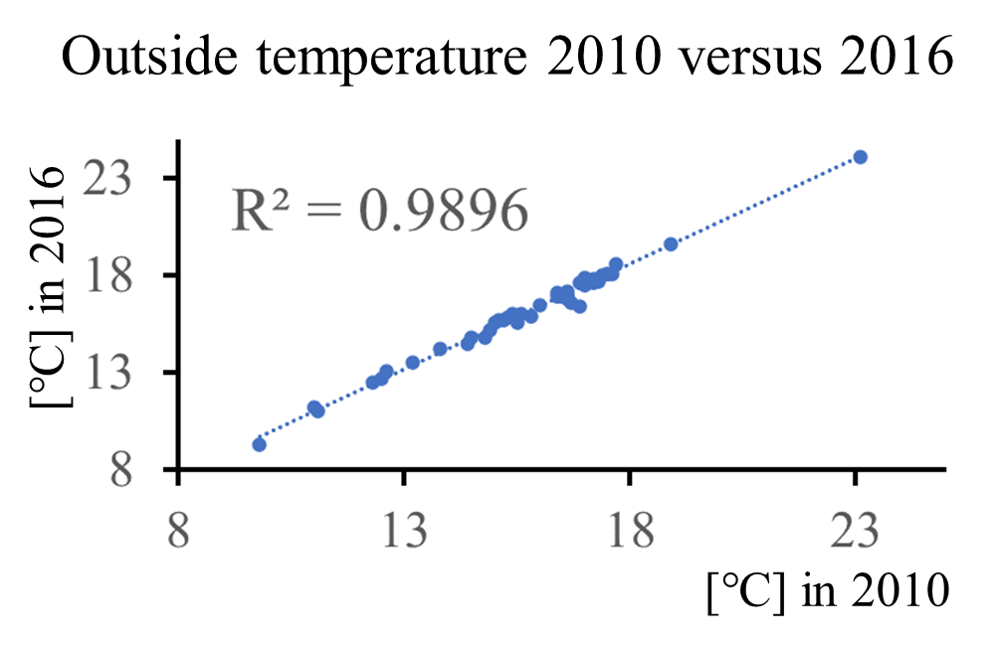 Outside temperature 2010 versus 2016
[°C] in 2016
23
18
13
8
R² = 0.9896
8 13 18 23
[°C] in 2010